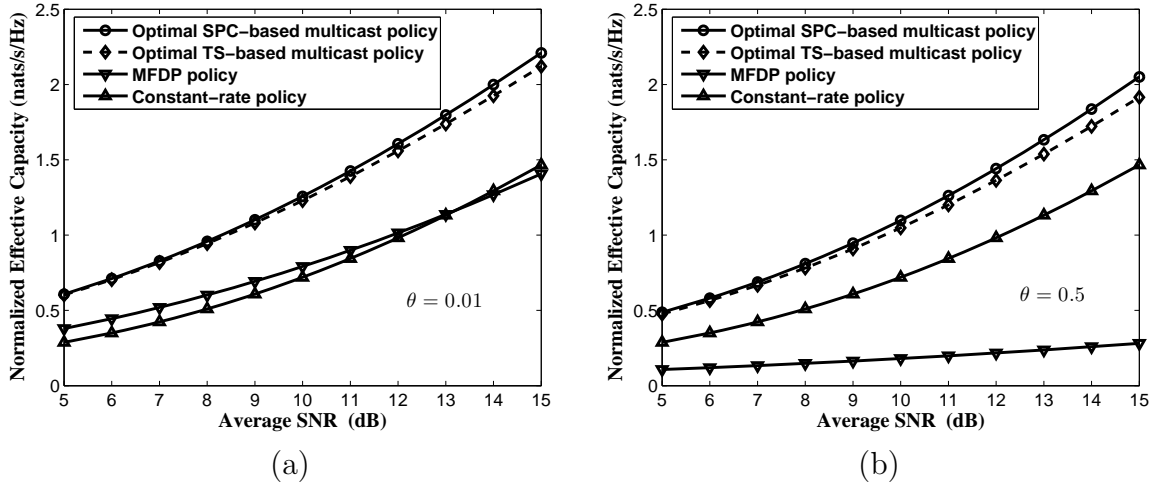 2.5
2
1.5
1
0.5
0
Normalized Effective Capacity (nats/s/Hz)
Optimal SPC−based multicast policy
Optimal TS−based multicast policy
MFDP policy
Constant−rate policy
θ = 0.01
5 6 7 8 9 10 11 12 13 14 15
Average SNR (dB)
(a)
2.5
2
1.5
1
0.5
0
Normalized Effective Capacity (nats/s/Hz)
Optimal SPC−based multicast policy
Optimal TS−based multicast policy
MFDP policy
Constant−rate policy
θ = 0.5
5 6 7 8 9 10 11 12 13 14 15
Average SNR (dB)
(b)